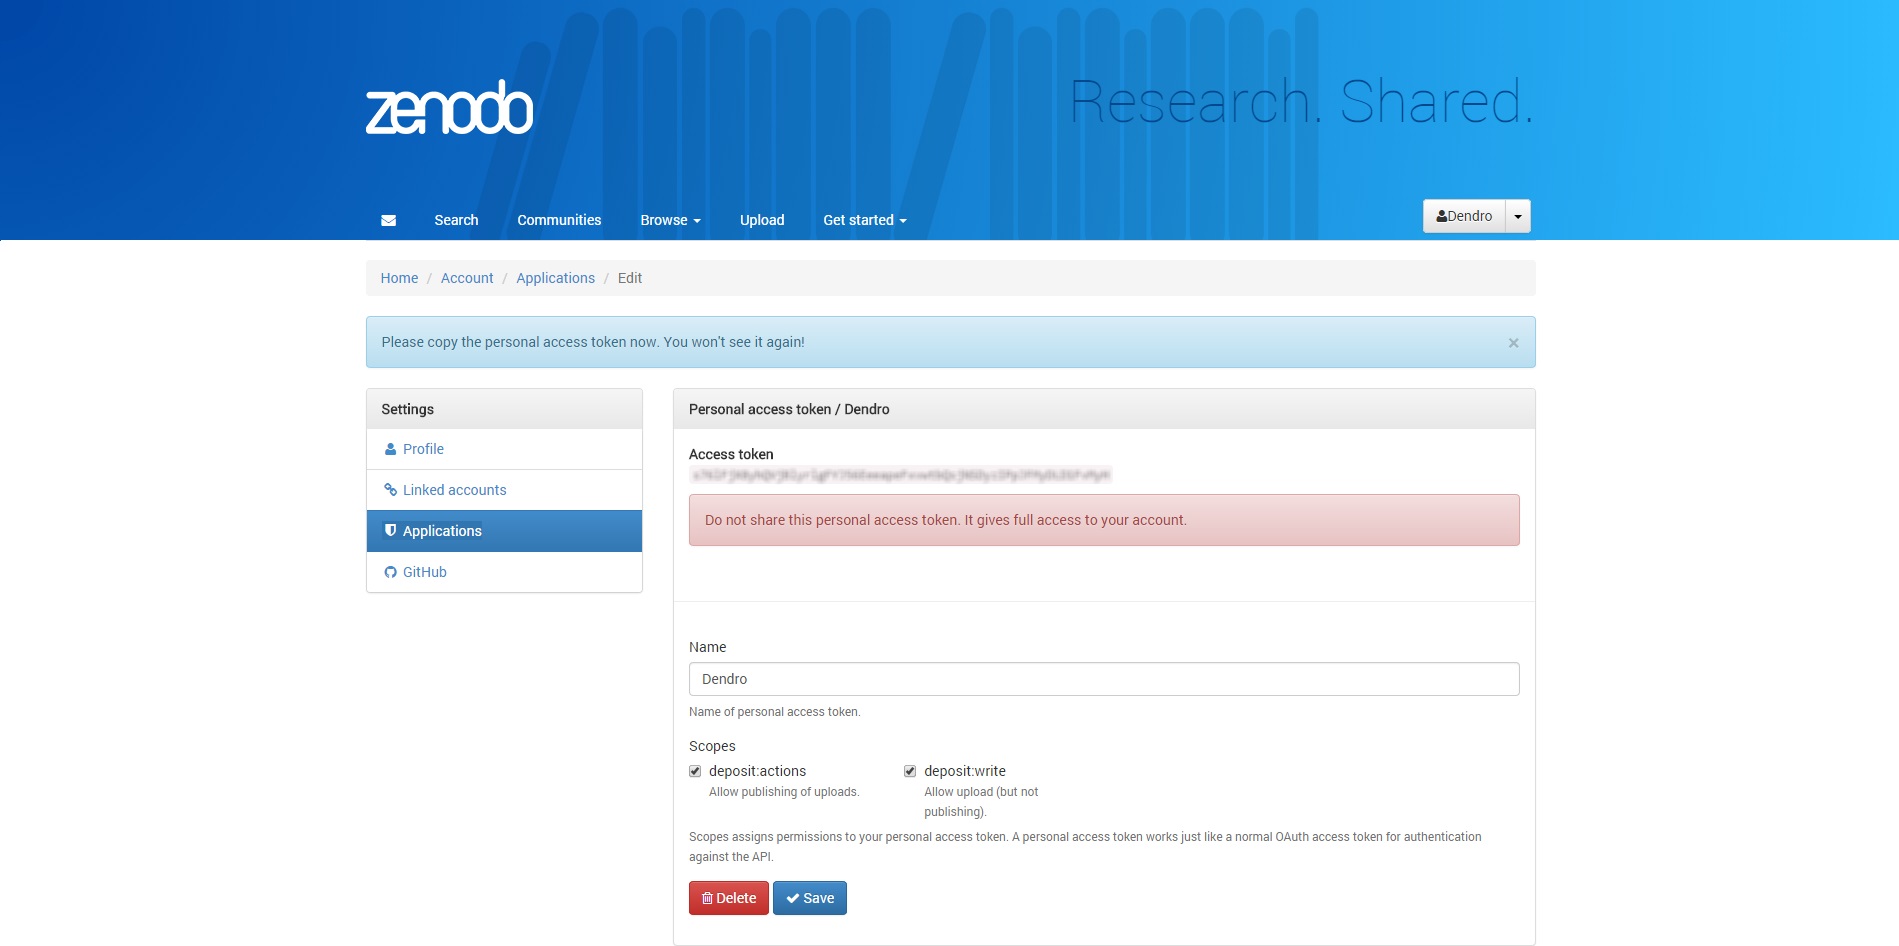 zenodo
Research. Shared.
Search Communities Browse Upload Get started
Dendro
Home / Account / Applications / Edit
Please copy the personal access token now. You won't see it again!
×
Settings
Profile
Linked accounts
Applications
GitHub
Personal access token / Dendro
Access token
Do not share this personal access token. It gives full access to your account.
Name
Dendro
Name of personal access token.
Scopes
deposit:actions
Allow publishing of uploads.
deposit:write
Allow upload (but not
publishing).
Scopes assigns permissions to your personal access token. A personal access token works just like a normal OAuth access token for authentication
against the API.
Delete Save